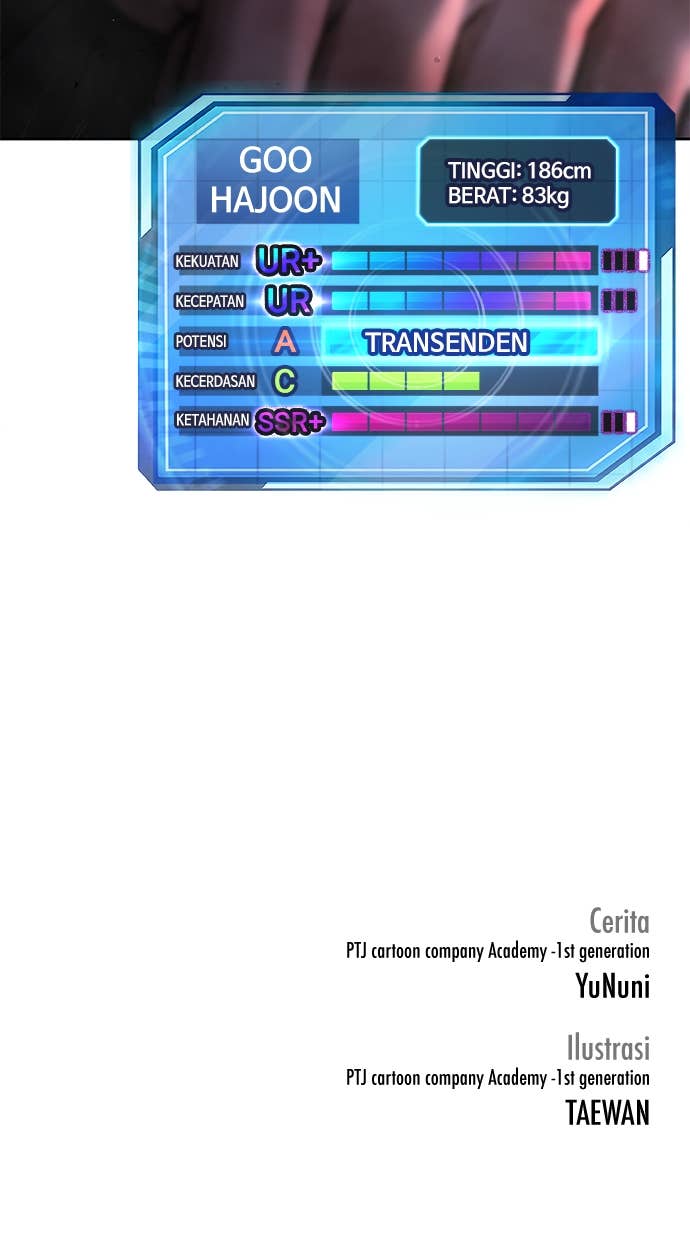 GOO
HAJOON
TINGGI: 186cm
BERAT: 83kg
KEKUATAN UR+
KECEPATAN UR
POTENSI A TRANSENDEN
KECERDASAN C
KETAHANAN SSR+
Cerita
PTJ cartoon company Academy -1st generation
YuNuni
Ilustrasi
PTJ cartoon company Academy -1st generation
TAEWAN